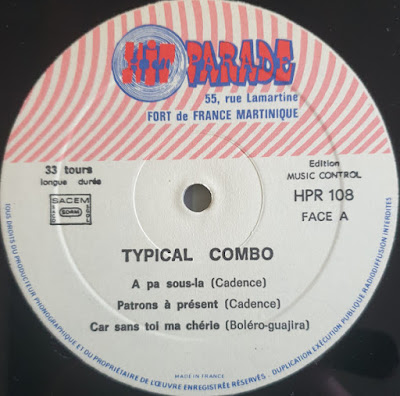 HIT PARADE
55, rue Lamartine
FORT de FRANCE MARTINIQUE
33 tours
longue durée
Edition
MUSIC CONTROL
SACEM
SDRM
HPR 108
FACE A
TYPICAL COMBO
A pa sous-la (Cadence)
Patrons à présent (Cadence)
Car sans toi ma chérie (Boléro-guajira)
MADE IN FRANCE
TOUS DROITS DU PRODUCTEUR PHONOGRAPHIQUE ET DU PROPRIÉTAIRE DE L'ŒUVRE ENREGISTRÉE RÉSERVÉS - DUPLICATION EXÉCUTION PUBLIQUE RADIODIFFUSION INTERDITES